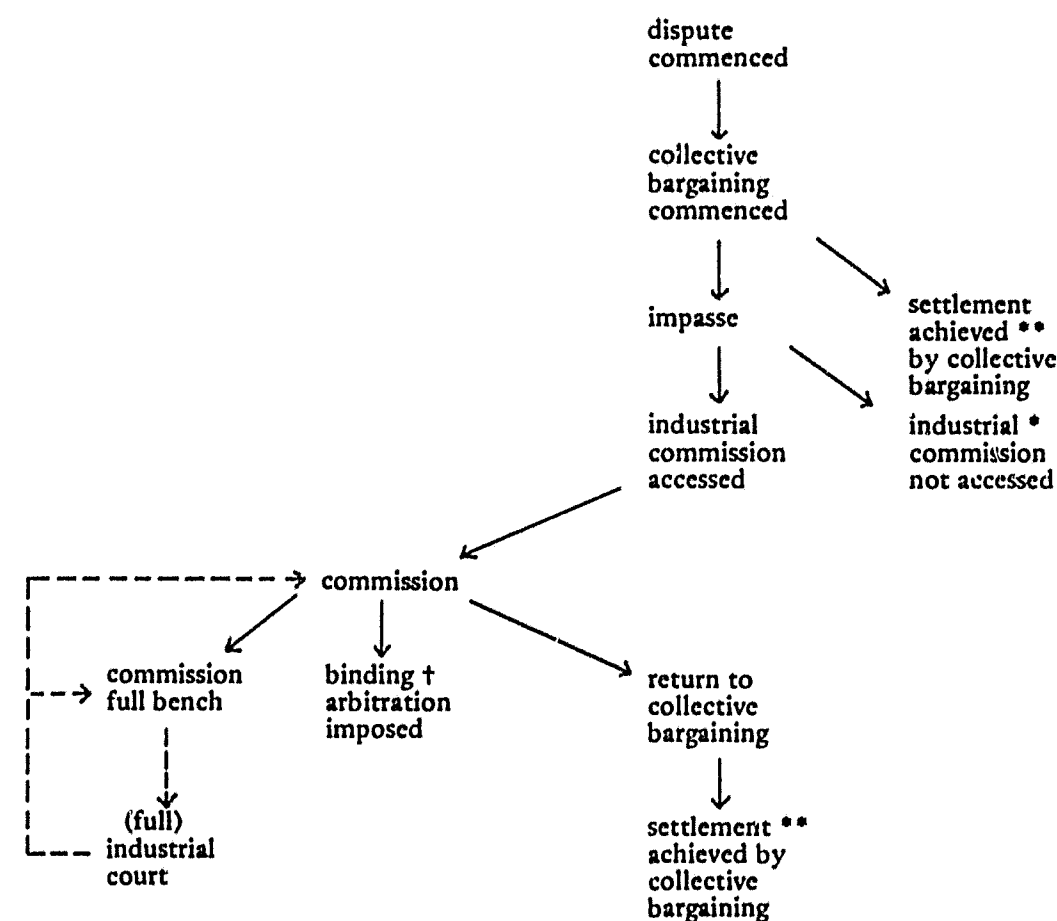 dispute
commenced
collective
bargaining
commenced
impasse
settlement
achieved **
by collective
bargaining
industrial
commission
accessed
industrial *
commission
not accessed
commission
commission
full bench
binding †
arbitration
imposed
return to
collective
bargaining
(full)
industrial
court
settlement **
achieved by
collective
bargaining